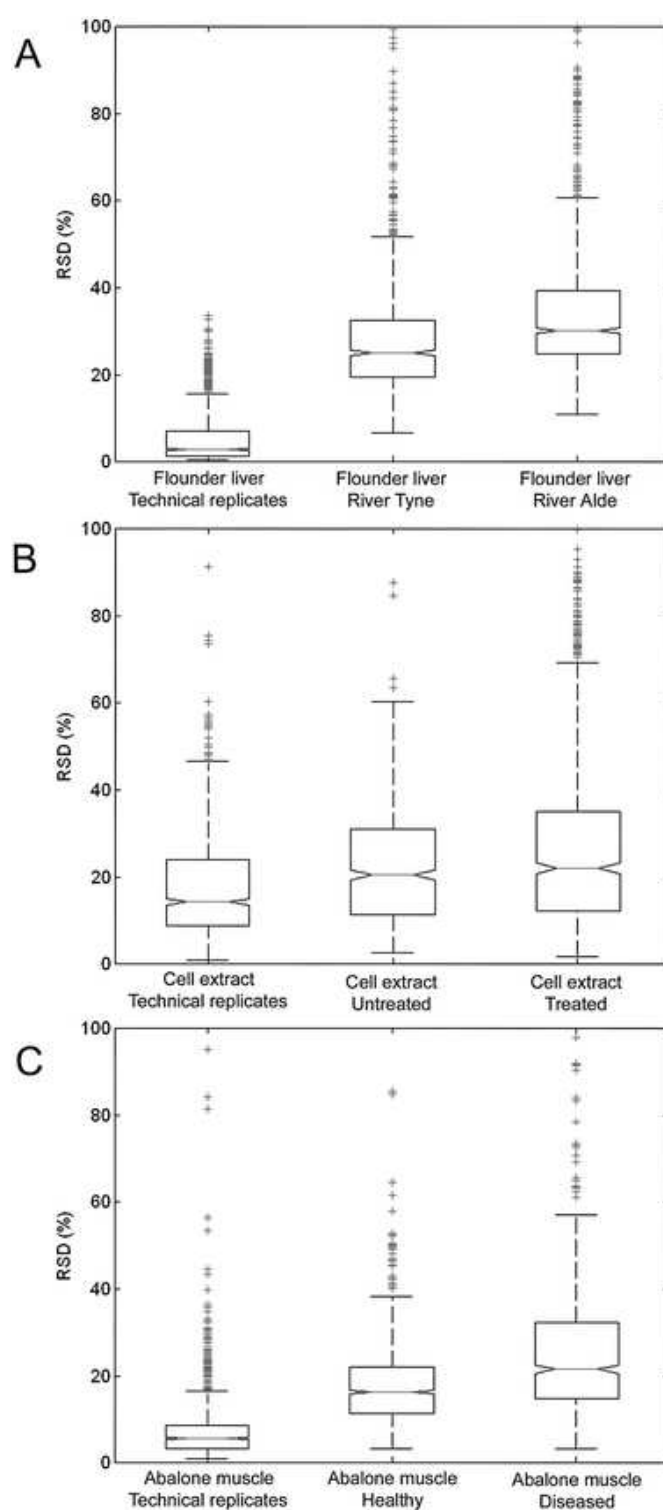 A
100
80
60
40
20
0
RSD (%)
Flounder liver Flounder liver Flounder liver
Technical replicates River Tyne River Alde
B
100
80
60
40
20
0
RSD (%)
Cell extract Cell extract Cell extract
Technical replicates Untreated Treated
C
100
80
60
40
20
0
RSD (%)
Abalone muscle Abalone muscle Abalone muscle
Technical replicates Healthy Diseased